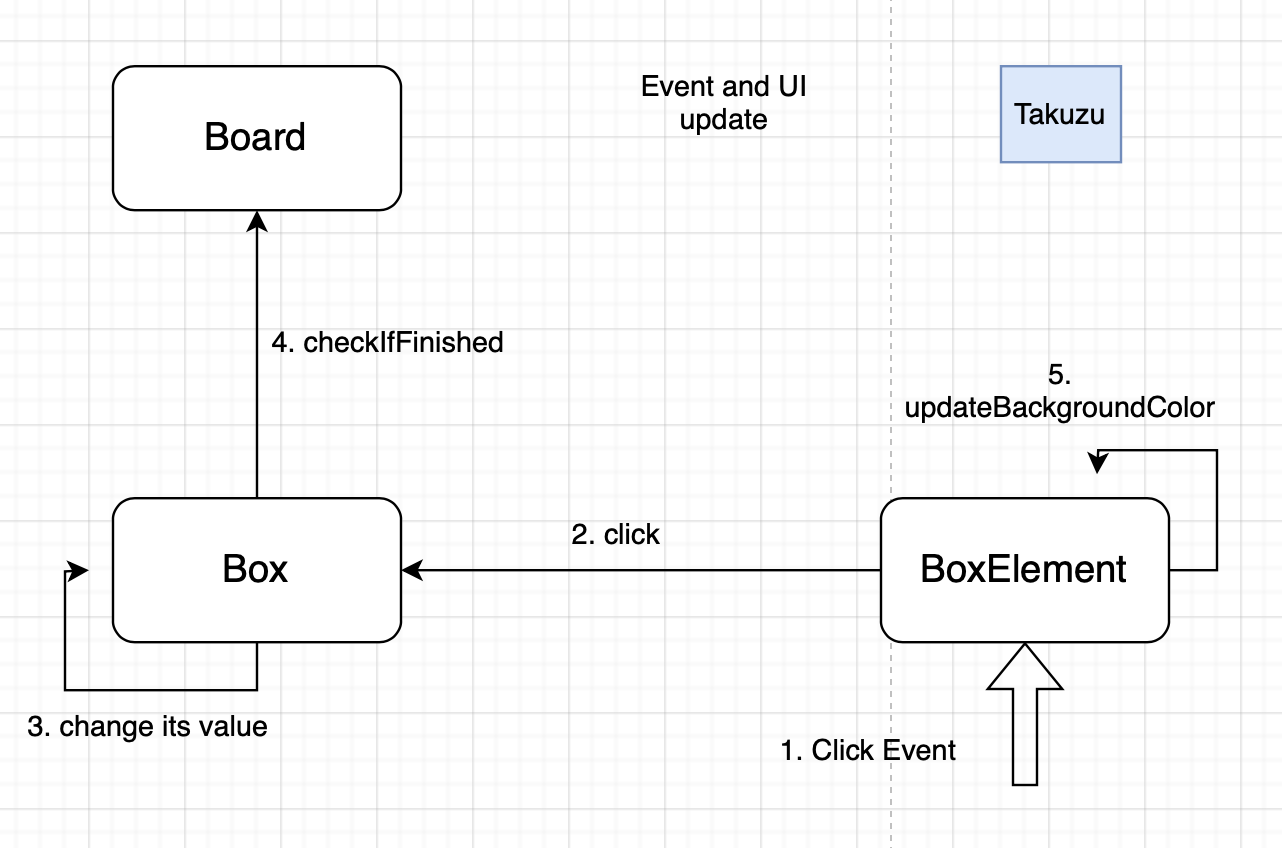 Event and UI
update
Takuzu
Board
4. checkIfFinished
5.
updateBackgroundColor
2. click
Box
BoxElement
3. change its value
1. Click Event